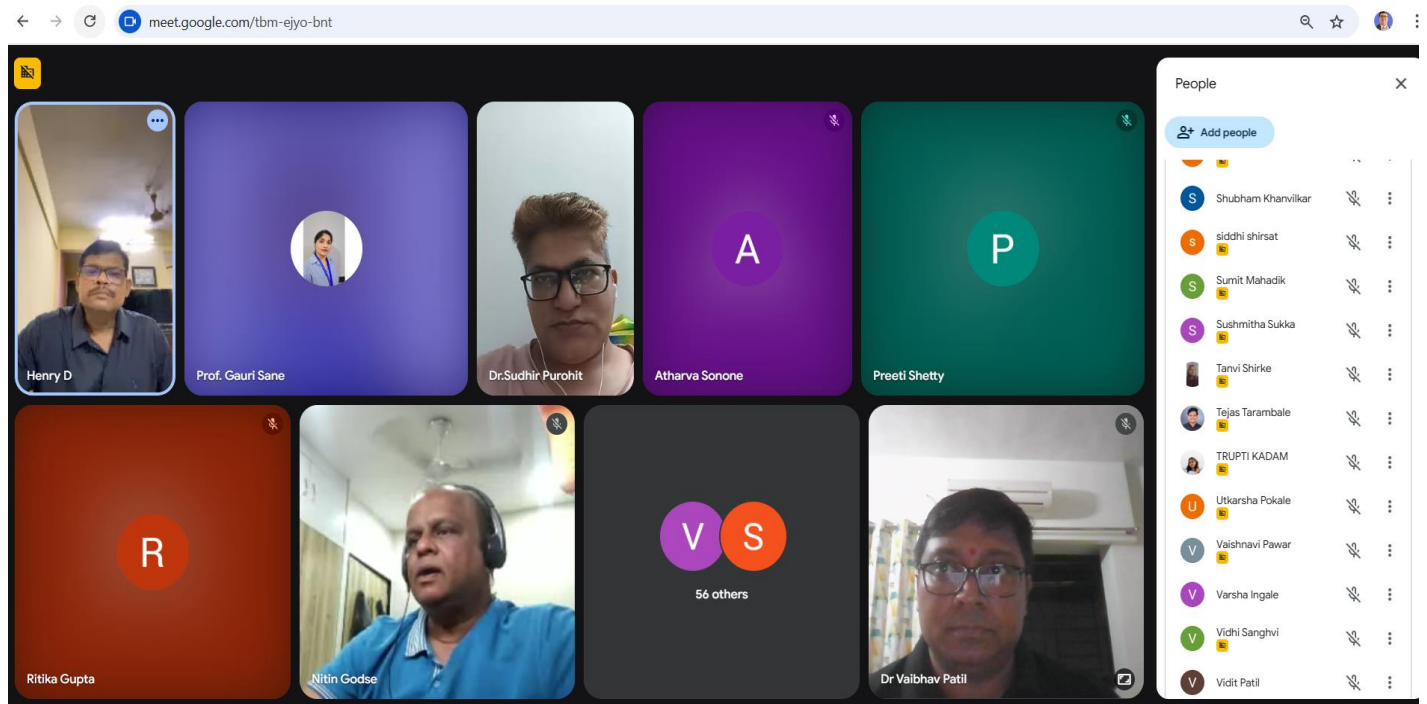 meet.google.com/tbm-ejyo-bnt
Henry D
Prof. Gauri Sane
Dr.Sudhir Purohit
A
Atharva Sonone
P
Preeti Shetty
R
Ritika Gupta
Nitin Godse
V S
56 others
Dr Vaibhav Patil
People
Add people
S Shubham Khanvilkar
s siddhi shirsat
S Sumit Mahadik
S Sushmitha Sukka
Tanvi Shirke
Tejas Tarambale
TRUPTI KADAM
U Utkarsha Pokale
V Vaishnavi Pawar
V Varsha Ingale
V Vidhi Sanghvi
V Vidit Patil